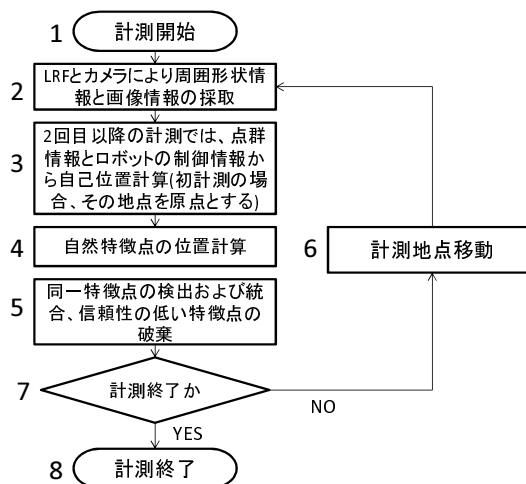 1
計測開始
2
LRFとカメラにより周囲形状情
報と画像情報の採取
3
2回目以降の計測では、点群
情報とロボットの制御情報か
ら自己位置計算(初計測の場
合、その地点を原点とする)
4
自然特徴点の位置計算
6
計測地点移動
5
同一特徴点の検出および統
合、信頼性の低い特徴点の
破棄
7
計測終了か
NO
YES
8
計測終了